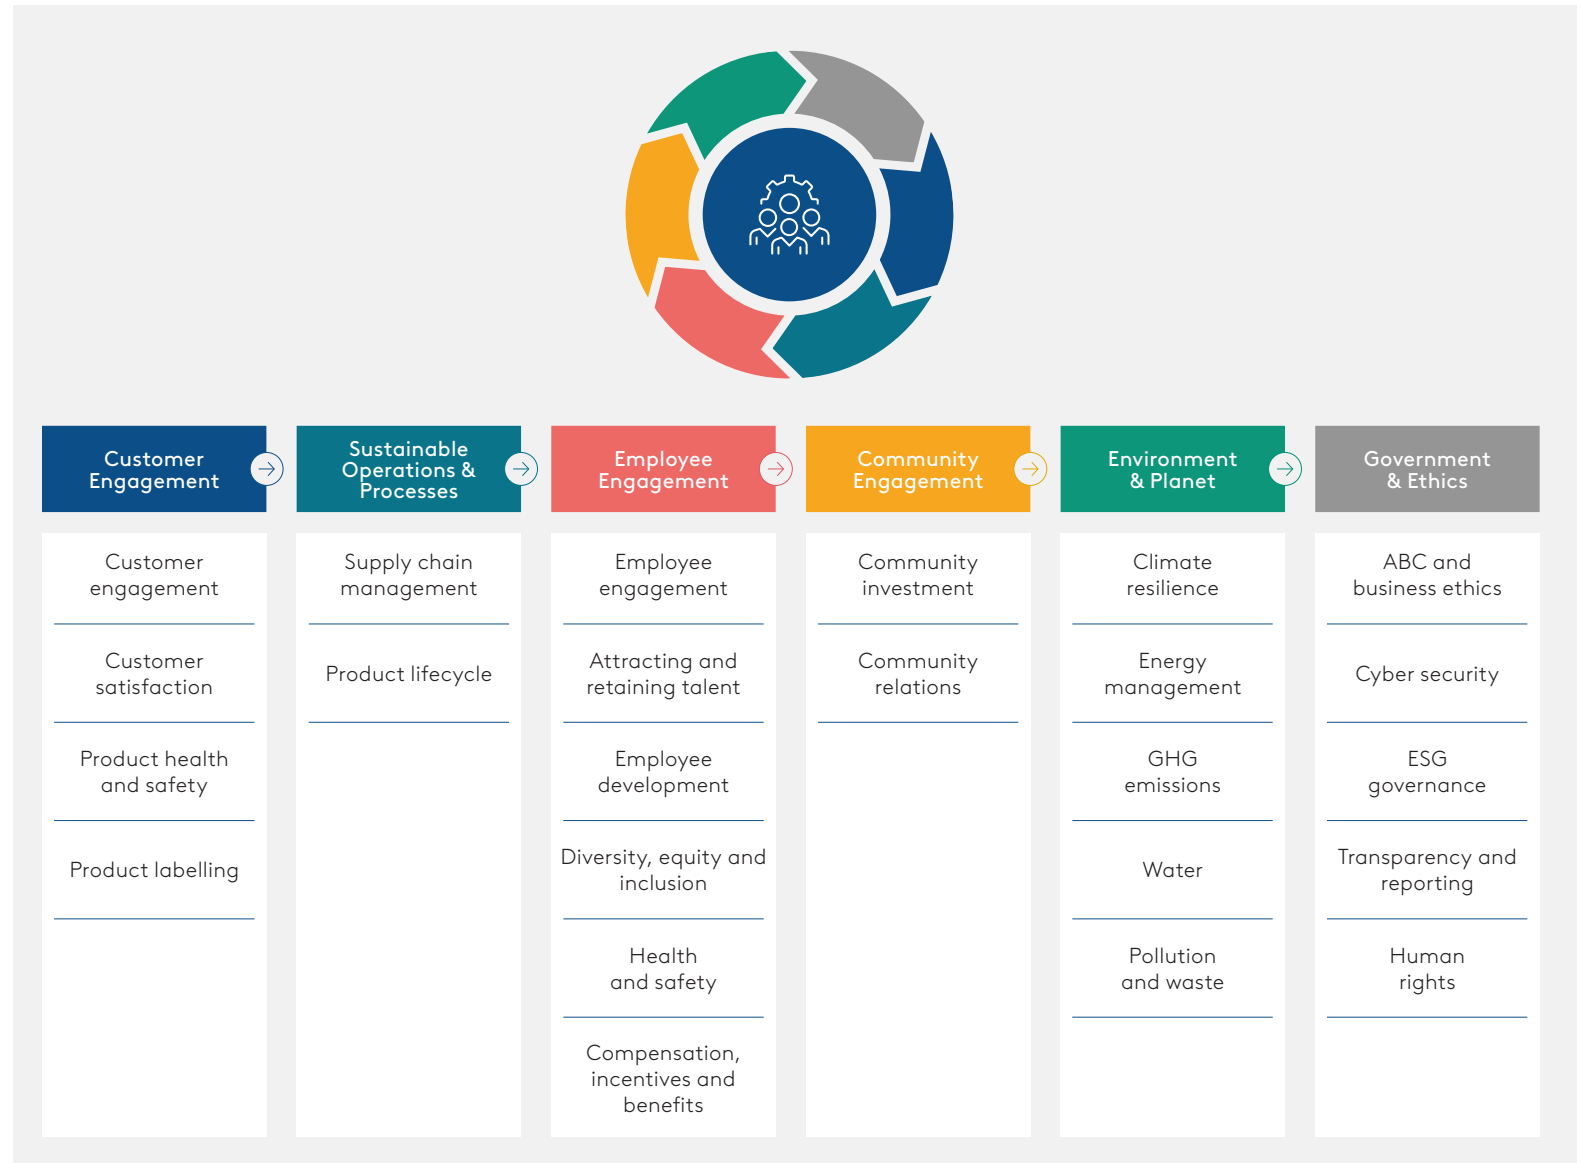 Customer
Engagement
Sustainable
Operations &
Processes
Employee
Engagement
Community
Engagement
Environment
& Planet
Government
& Ethics
Customer
engagement
Customer
satisfaction
Product health
and safety
Product labelling
Supply chain
management
Product lifecycle
Employee
engagement
Attracting and
retaining talent
Employee
development
Diversity, equity and
inclusion
Health
and safety
Compensation,
incentives and
benefits
Community
investment
Community
relations
Climate
resilience
Energy
management
GHG
emissions
Water
Pollution
and waste
ABC and
business ethics
Cyber security
ESG
governance
Transparency and
reporting
Human
rights